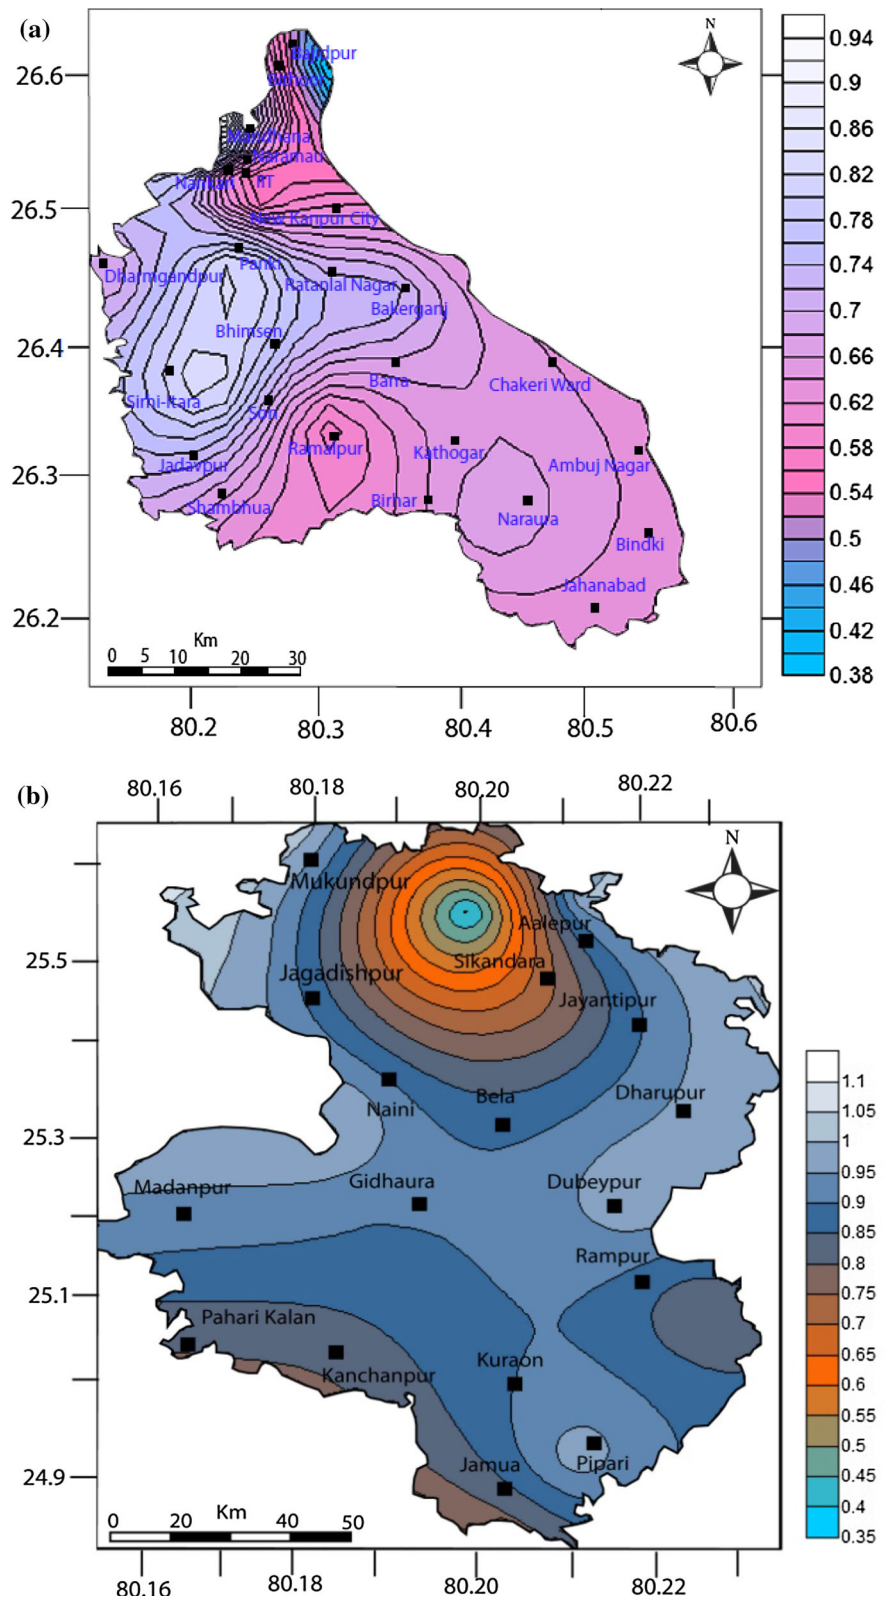 (a)
N
26.6
26.5
26.4
26.3
26.2
Baridpur
Bithoor
Mandhana
Naramau
Nankari
IIT
New Kanpur City
Dharmgandpur
Panki
Ratanlal Nagar
Bakerganj
Bhimsen
Bana
Chakeri Ward
Sirhi-Itara
Son
Ramaipur
Kathogar
Ambuj Nagar
Jadavpur
Shambhua
Birhar
Naraura
Bindki
Jahanabad
Km
0 5 10 20 30
80.2 80.3 80.4 80.5 80.6
0.94
0.9
0.86
0.82
0.78
0.74
0.7
0.66
0.62
0.58
0.54
0.5
0.46
0.42
0.38
(b)
80.16 80.18 80.20 80.22
N
25.5
25.3
25.1
24.9
Mukundpur
Aalepur
Sikandara
Jagadishpur
Jayantipur
Naini
Bela
Dharupur
Madanpur
Gidhaura
Dubeypur
Rampur
Pahari Kalan
Kanchanpur
Kuraon
Jamua
Pipari
Km
0 20 40 50
80.16 80.18 80.20 80.22
1.1
1.05
1
0.95
0.9
0.85
0.8
0.75
0.7
0.65
0.6
0.55
0.5
0.45
0.4
0.35